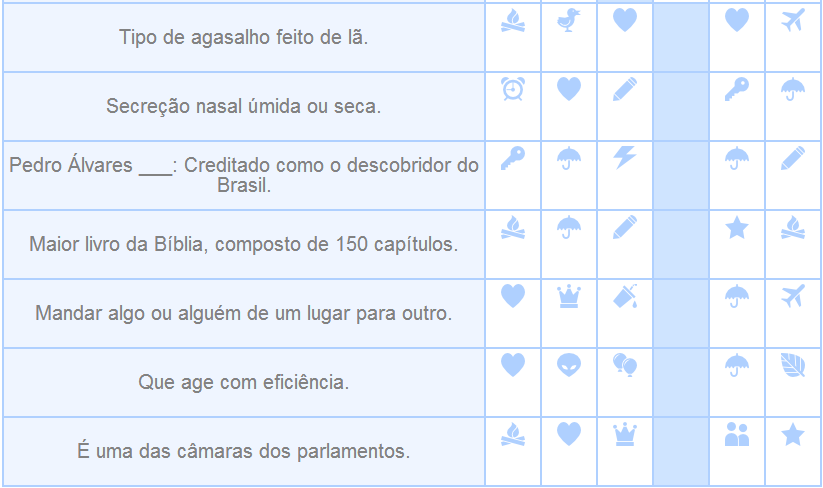 Tipo de agasalho feito de lã.
Secreção nasal úmida ou seca.
Pedro Álvares ___: Creditado como o descobridor do
Brasil.
Maior livro da Bíblia, composto de 150 capítulos.
Mandar algo ou alguém de um lugar para outro.
Que age com eficiência.
É uma das câmaras dos parlamentos.